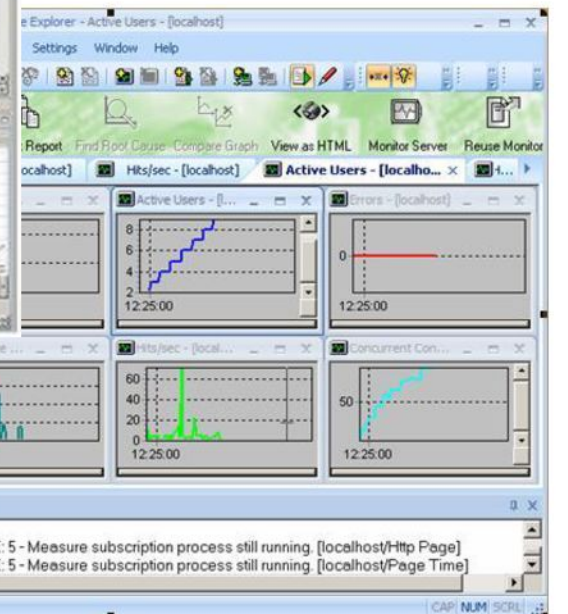 e Explorer - Active Users - [localhost]
Settings Window Help
Report Find Root Cause Compare Graph View as HTML Monitor Server Reuse Monitor
ocalhost] Hits/sec - [localhost] Active Users - [localho... H...
Active Users - [l... Errors - [localhost]
8
6
4
2
12:25:00
0
12:25:00
e ... Hits/sec - [local... Concurrent Con...
60
40
20
0
12:25:00
50
12:25:00
: 5 - Measure subscription process still running. [localhost/Http Page]
: 5 - Measure subscription process still running. [localhost/Page Time]
CAP NUM SCRL